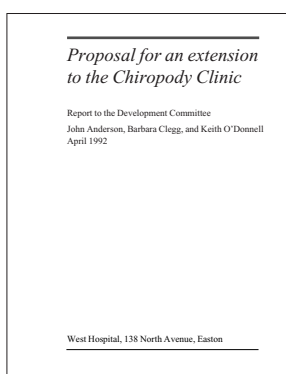 Proposal for an extension
to the Chiropody Clinic
Report to the Development Committee
John Anderson, Barbara Clegg, and Keith O’Donnell
April 1992
West Hospital, 138 North Avenue, Easton